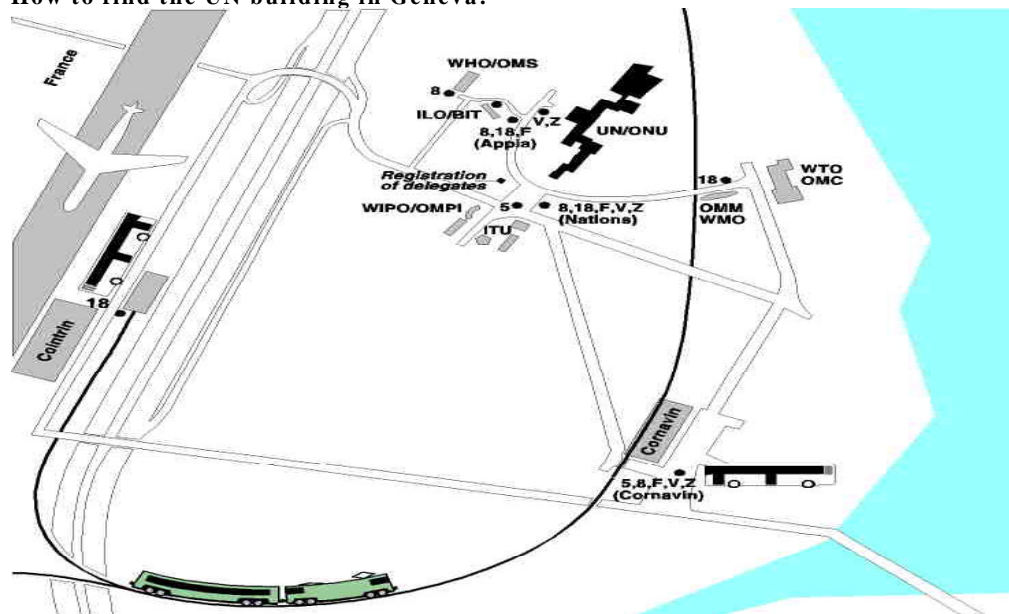 How to find the UN building in Geneva?
France
WHO/OMS
8
ILO/BIT
V,Z
8,18,F
(Appia)
UN/ONU
Registration
of delegates
18
WTO
OMC
WIPO/OMPI
5
8,18,F,V,Z
(Nations)
OMM
WMO
ITU
18
Cointrin
Cornavin
5,8,F,V,Z
(Cornavin)